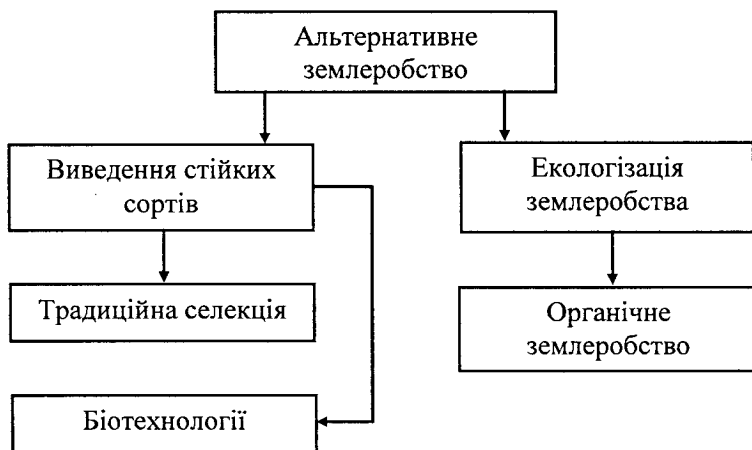 Альтернативне
землеробство
Виведення стійких
сортів
Екологізація
землеробства
Традиційна селекція
Органічне
землеробство
Біотехнології